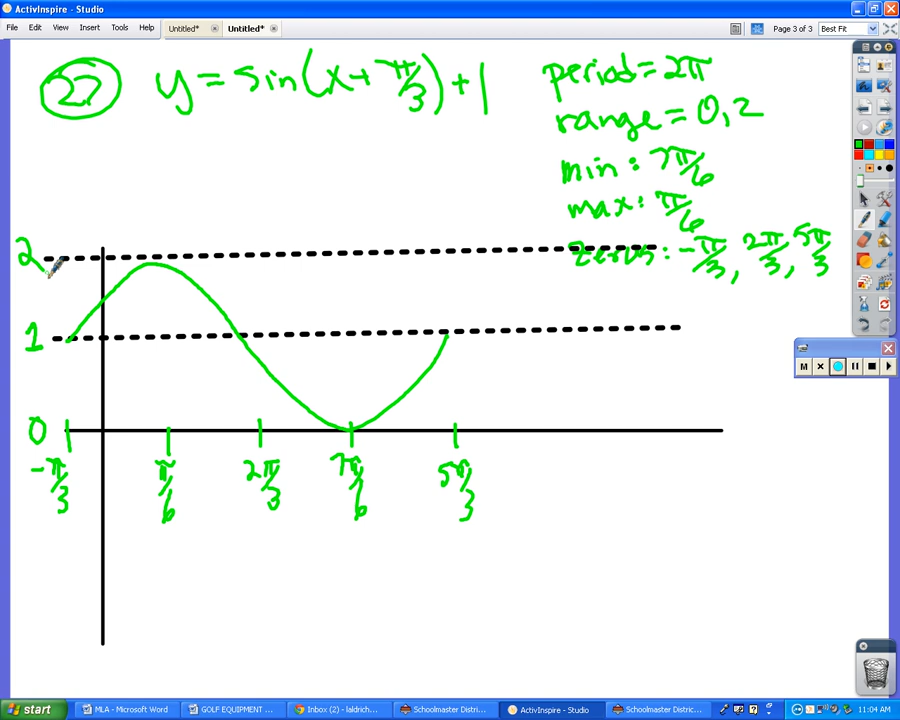 ActivInspire - Studio
File Edit View Insert Tools Help Untitled* Untitled* Page 3 of 3 Best Fit
27 y = sin(x + π/3) + 1
period = 2π
range = 0, 2
min: 7π/6
max: π/6
zeros: -π/3, 2π/3, 5π/3
2
1
0
-π/3 π/6 2π/3 7π/6 5π/3
M
start MLA - Microsoft Word GOLF EQUIPMENT ... Inbox (2) - laldrich... Schoolmaster Distri... ActivInspire - Studio Schoolmaster Distric... 11:04 AM